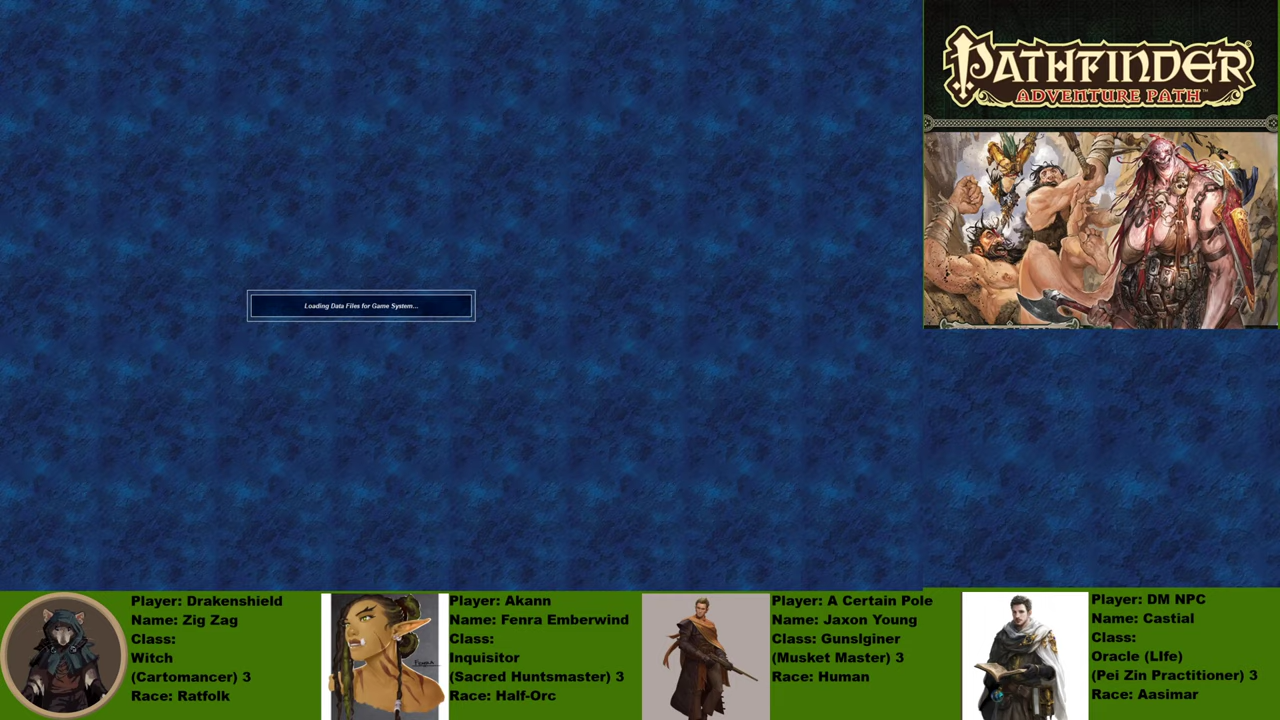 PATHFINDER®
ADVENTURE PATH™
Loading Data Files for Game System...
Player: Drakenshield
Name: Zig Zag
Class:
Witch
(Cartomancer) 3
Race: Ratfolk
Player: Akann
Name: Fenra Emberwind
Class:
Inquisitor
(Sacred Huntsmaster) 3
Race: Half-Orc
Player: A Certain Pole
Name: Jaxon Young
Class: Gunslginer
(Musket Master) 3
Race: Human
Player: DM NPC
Name: Castial
Class:
Oracle (LIfe)
(Pei Zin Practitioner) 3
Race: Aasimar